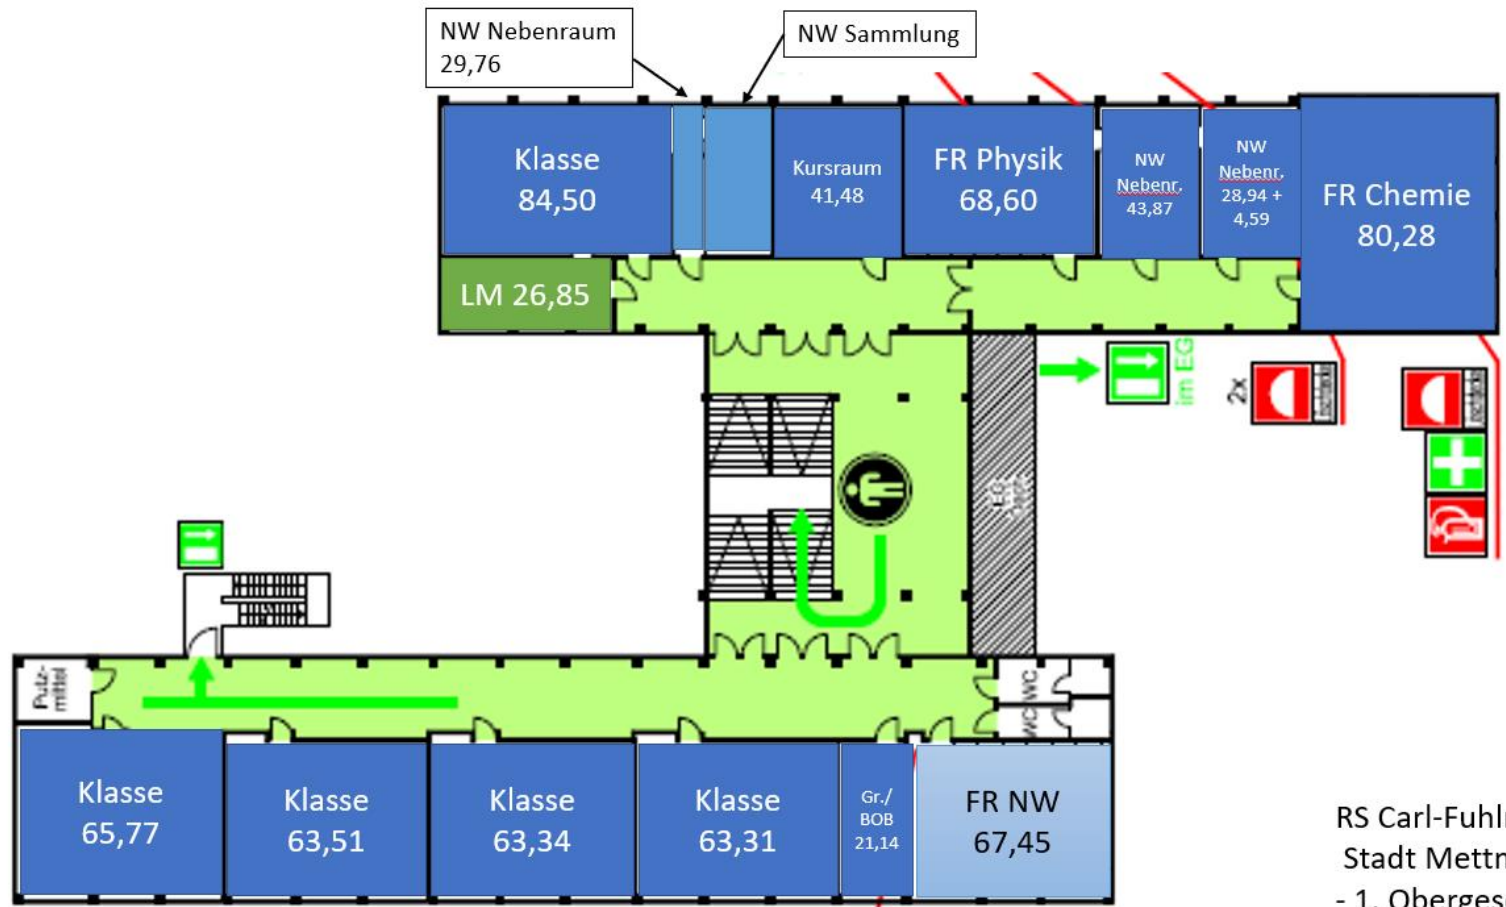 NW Nebenraum
29,76
NW Sammlung
Klasse
84,50
Kursraum
41,48
FR Physik
68,60
NW
Nebenr.
43,87
NW
Nebenr.
28,94 +
4,59
FR Chemie
80,28
LM 26,85
im EG
2x
EG
Putz-
mittel
WC
WC
Klasse
65,77
Klasse
63,51
Klasse
63,34
Klasse
63,31
Gr./
BOB
21,14
FR NW
67,45
RS Carl-Fuhlr
Stadt Mettm
- 1. Oberges